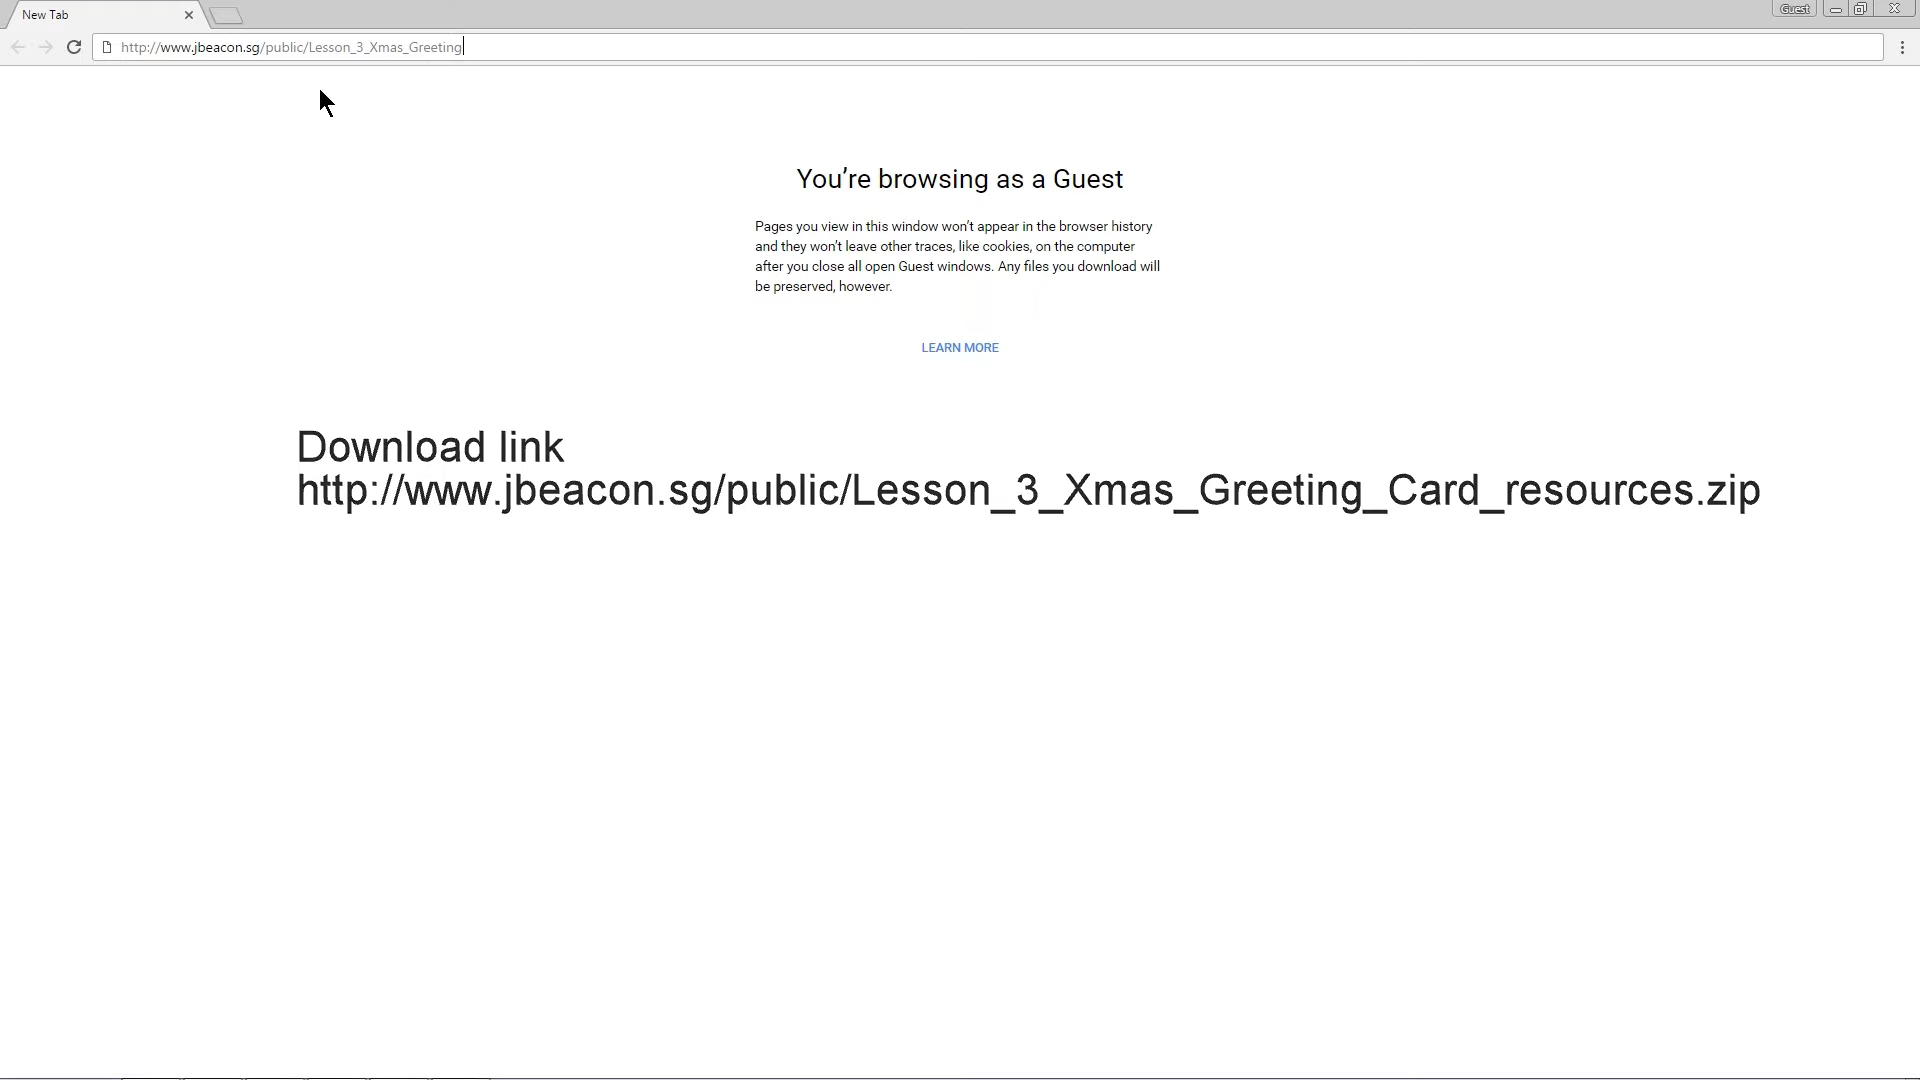 New Tab
Guest
http://www.jbeacon.sg/public/Lesson_3_Xmas_Greeting
You’re browsing as a Guest
Pages you view in this window won’t appear in the browser history
and they won’t leave other traces, like cookies, on the computer
after you close all open Guest windows. Any files you download will
be preserved, however.
LEARN MORE
Download link
http://www.jbeacon.sg/public/Lesson_3_Xmas_Greeting_Card_resources.zip